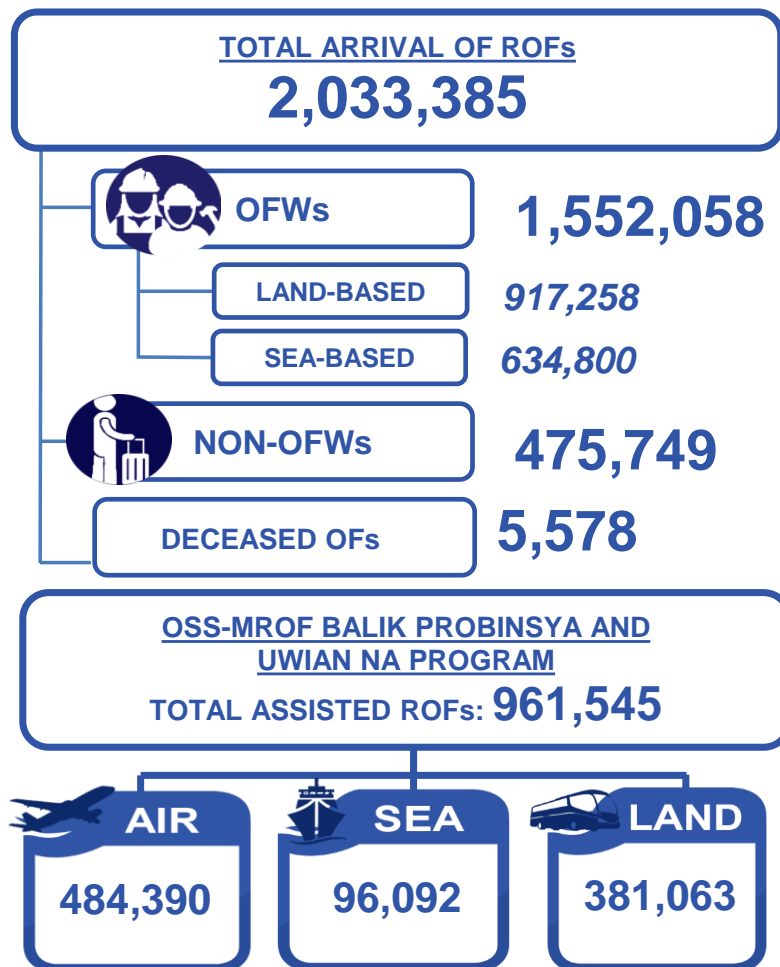 TOTAL ARRIVAL OF ROFs
2,033,385
OFWs 1,552,058
LAND-BASED 917,258
SEA-BASED 634,800
NON-OFWs 475,749
DECEASED OFs 5,578
OSS-MROF BALIK PROBINSYA AND
UWIAN NA PROGRAM
TOTAL ASSISTED ROFs: 961,545
AIR SEA LAND
484,390 96,092 381,063